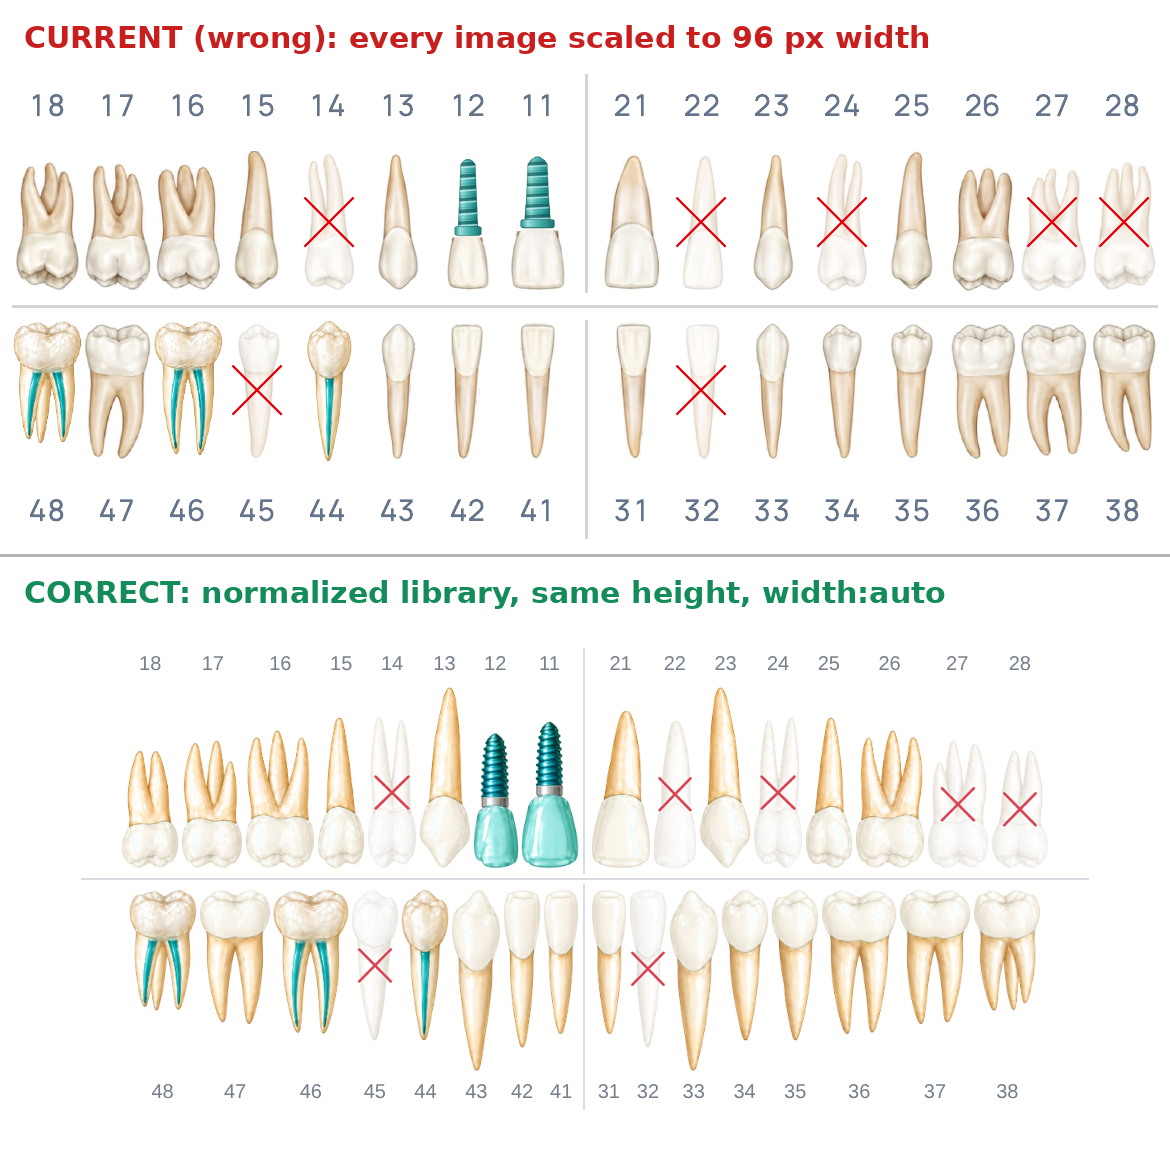 CURRENT (wrong): every image scaled to 96 px width
18 17 16 15 14 13 12 11 21 22 23 24 25 26 27 28
48 47 46 45 44 43 42 41 31 32 33 34 35 36 37 38
CORRECT: normalized library, same height, width:auto
18 17 16 15 14 13 12 11 21 22 23 24 25 26 27 28
48 47 46 45 44 43 42 41 31 32 33 34 35 36 37 38